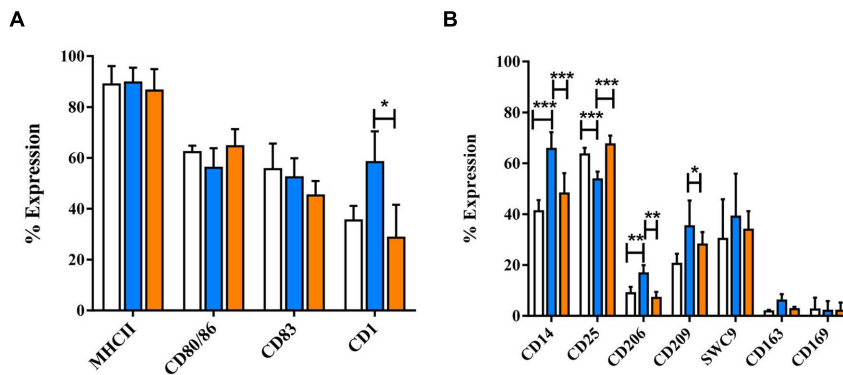 A
% Expression
100
80
60
40
20
0
*
MHCII
CD80/86
CD83
CD1
B
% Expression
100
80
60
40
20
0
***
***
***
***
**
**
*
CD14
CD25
CD206
CD209
SWC9
CD163
CD169